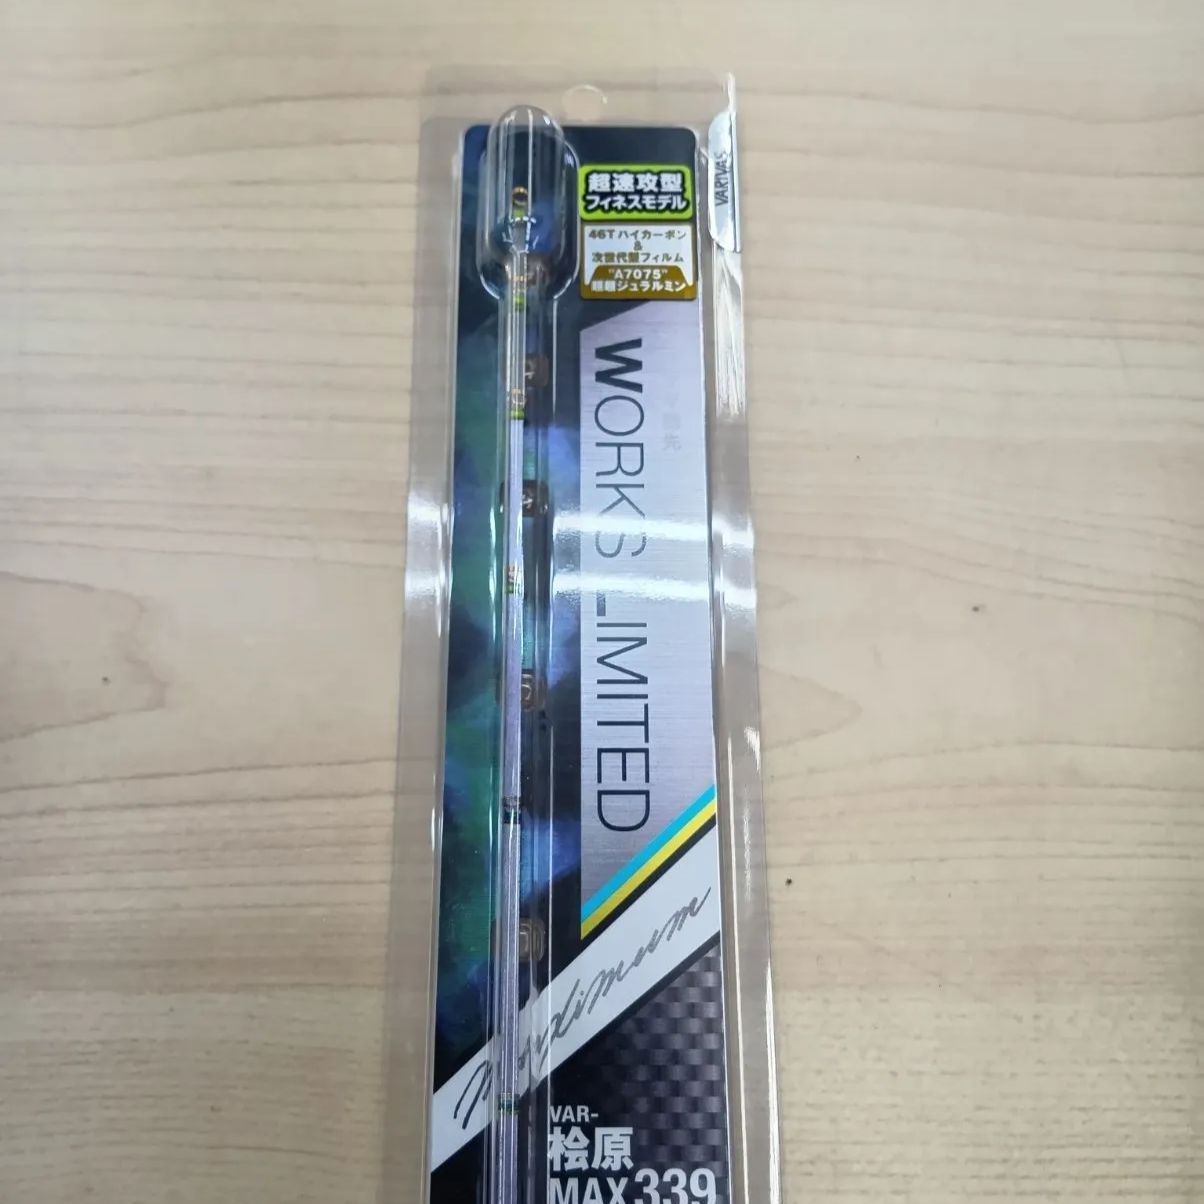 超速攻型
フィネスモデル
VARIVAS
46Tハイカーボン
&
次世代型フィルム
"A7075"
超超ジュラルミン
WORKS LIMITED
Maximum
VAR-
桧原
MAX339